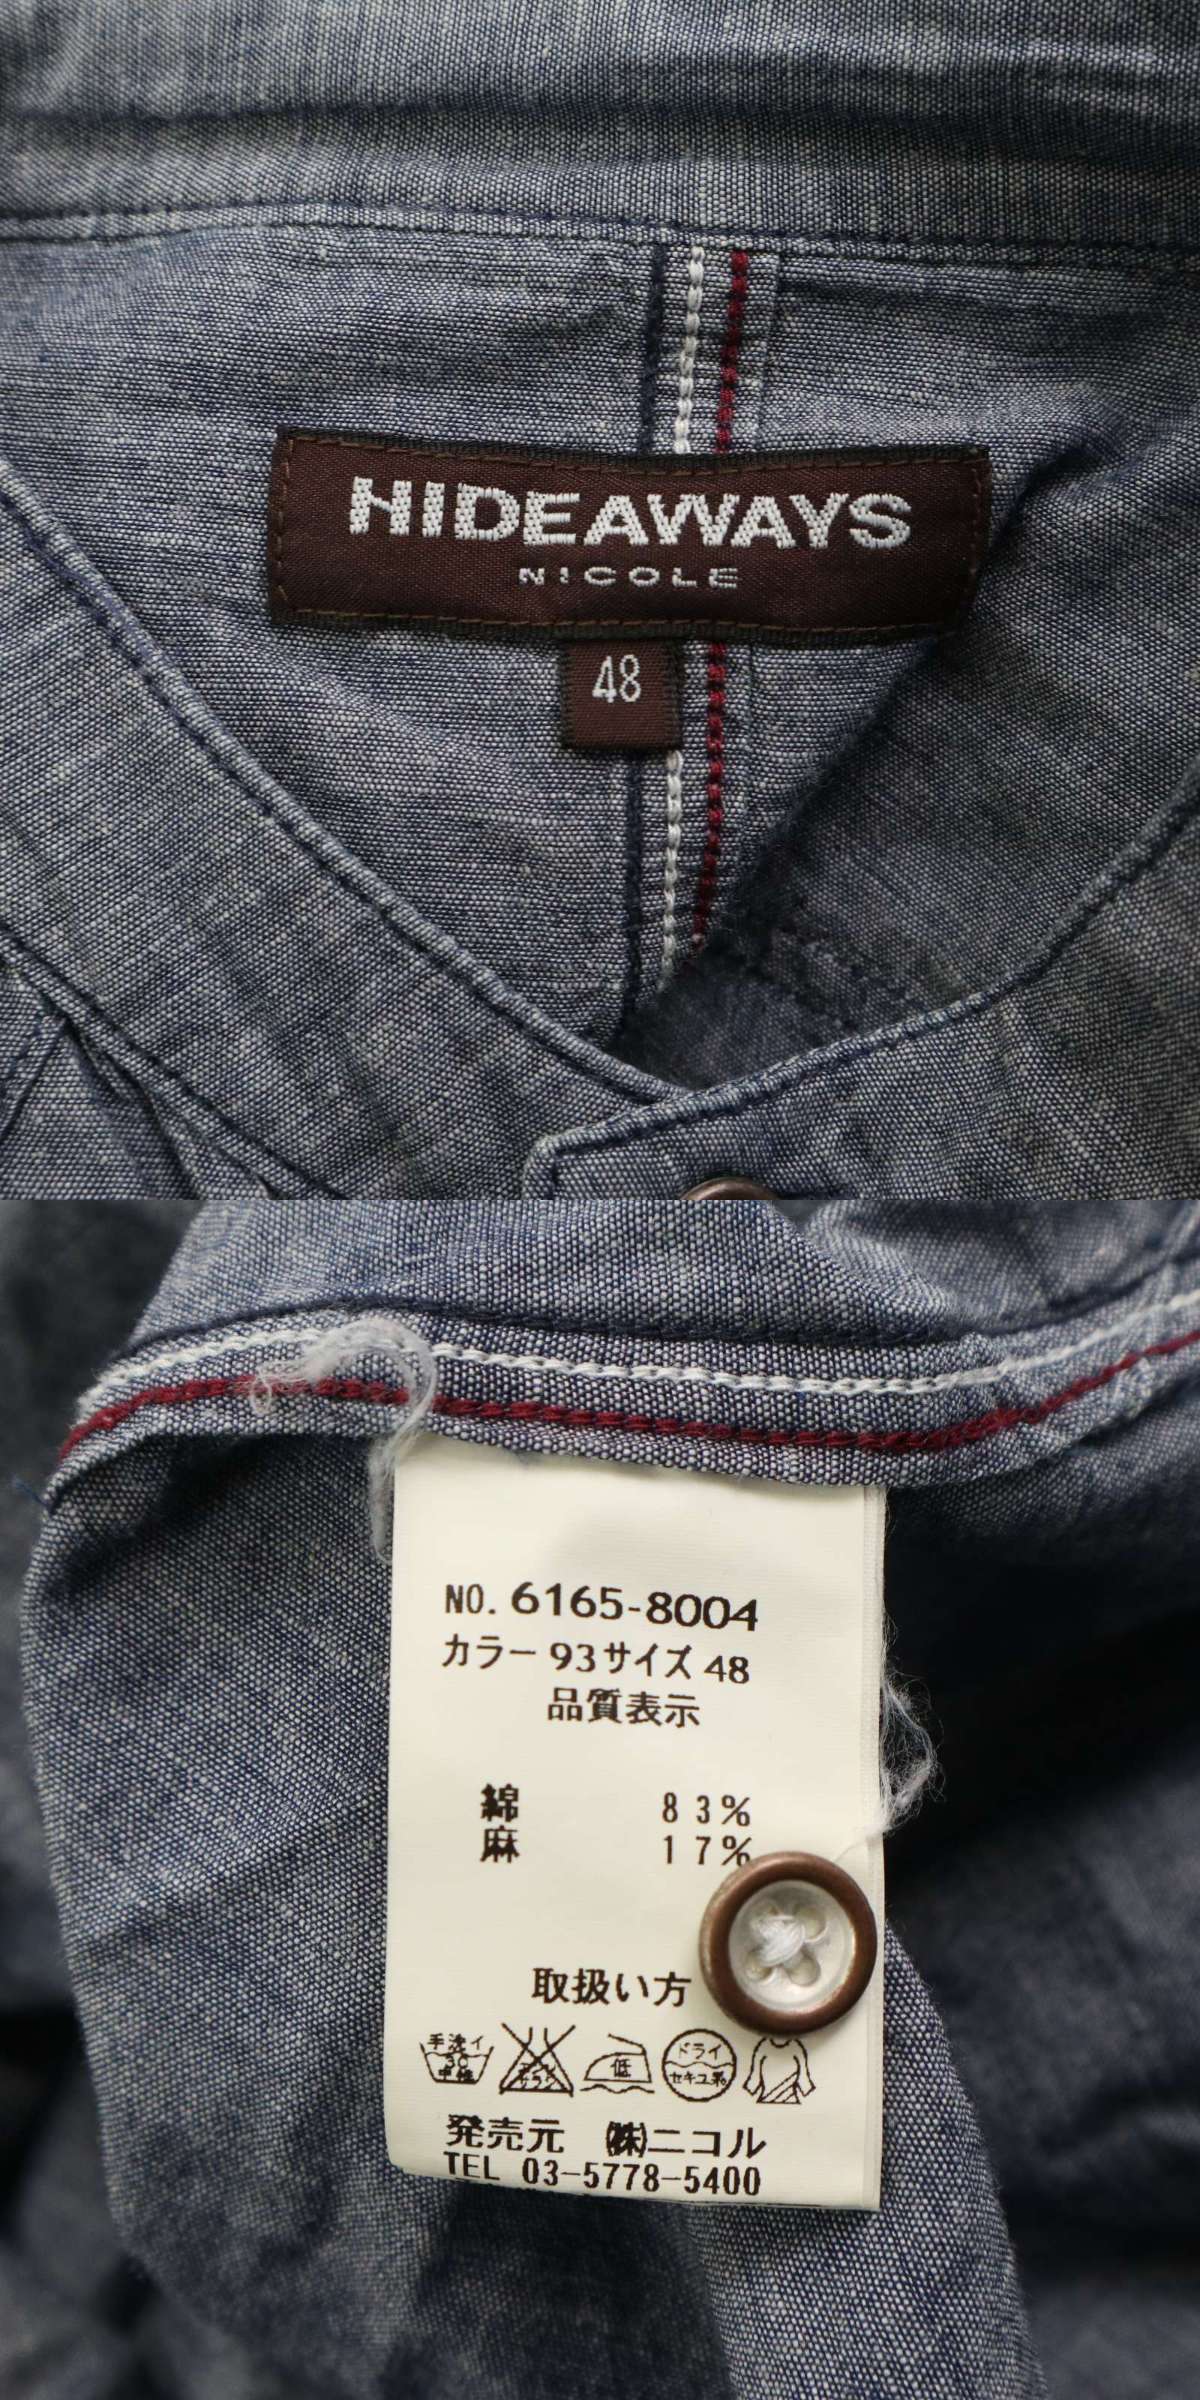 HIDEAWAYS
NICOLE
48
NO. 6165-8004
カラー 93 サイズ 48
品質表示
綿 83%
麻 17%
取扱い方
手洗イ 30 中性
低
ドライ セキユ系
発売元 ㈱ニコル
TEL 03-5778-5400